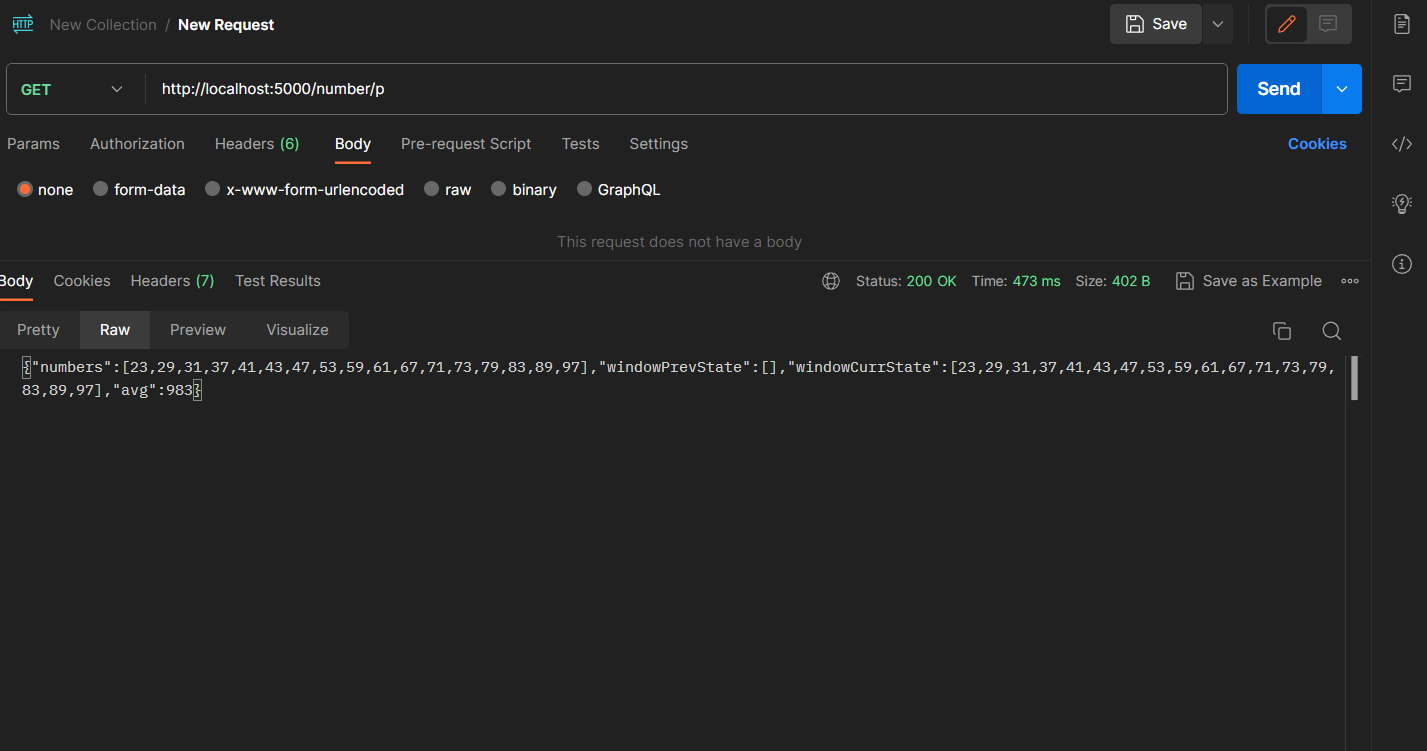 HTTP New Collection / New Request Save
GET http://localhost:5000/number/p Send
Params Authorization Headers (6) Body Pre-request Script Tests Settings Cookies
none form-data x-www-form-urlencoded raw binary GraphQL
This request does not have a body
Body Cookies Headers (7) Test Results Status: 200 OK Time: 473 ms Size: 402 B Save as Example
Pretty Raw Preview Visualize
{"numbers":[23,29,31,37,41,43,47,53,59,61,67,71,73,79,83,89,97],"windowPrevState":[],"windowCurrState":[23,29,31,37,41,43,47,53,59,61,67,71,73,79,
83,89,97],"avg":983}